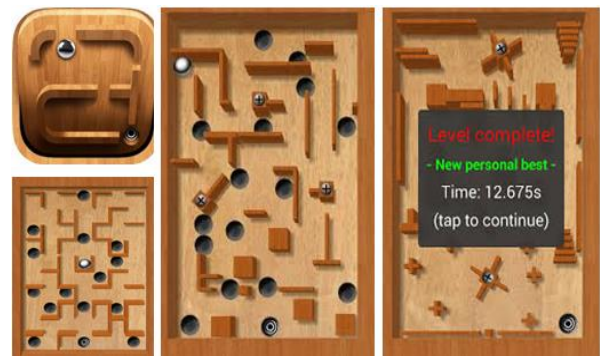 Level complete!
- New personal best -
Time: 12.675s
(tap to continue)